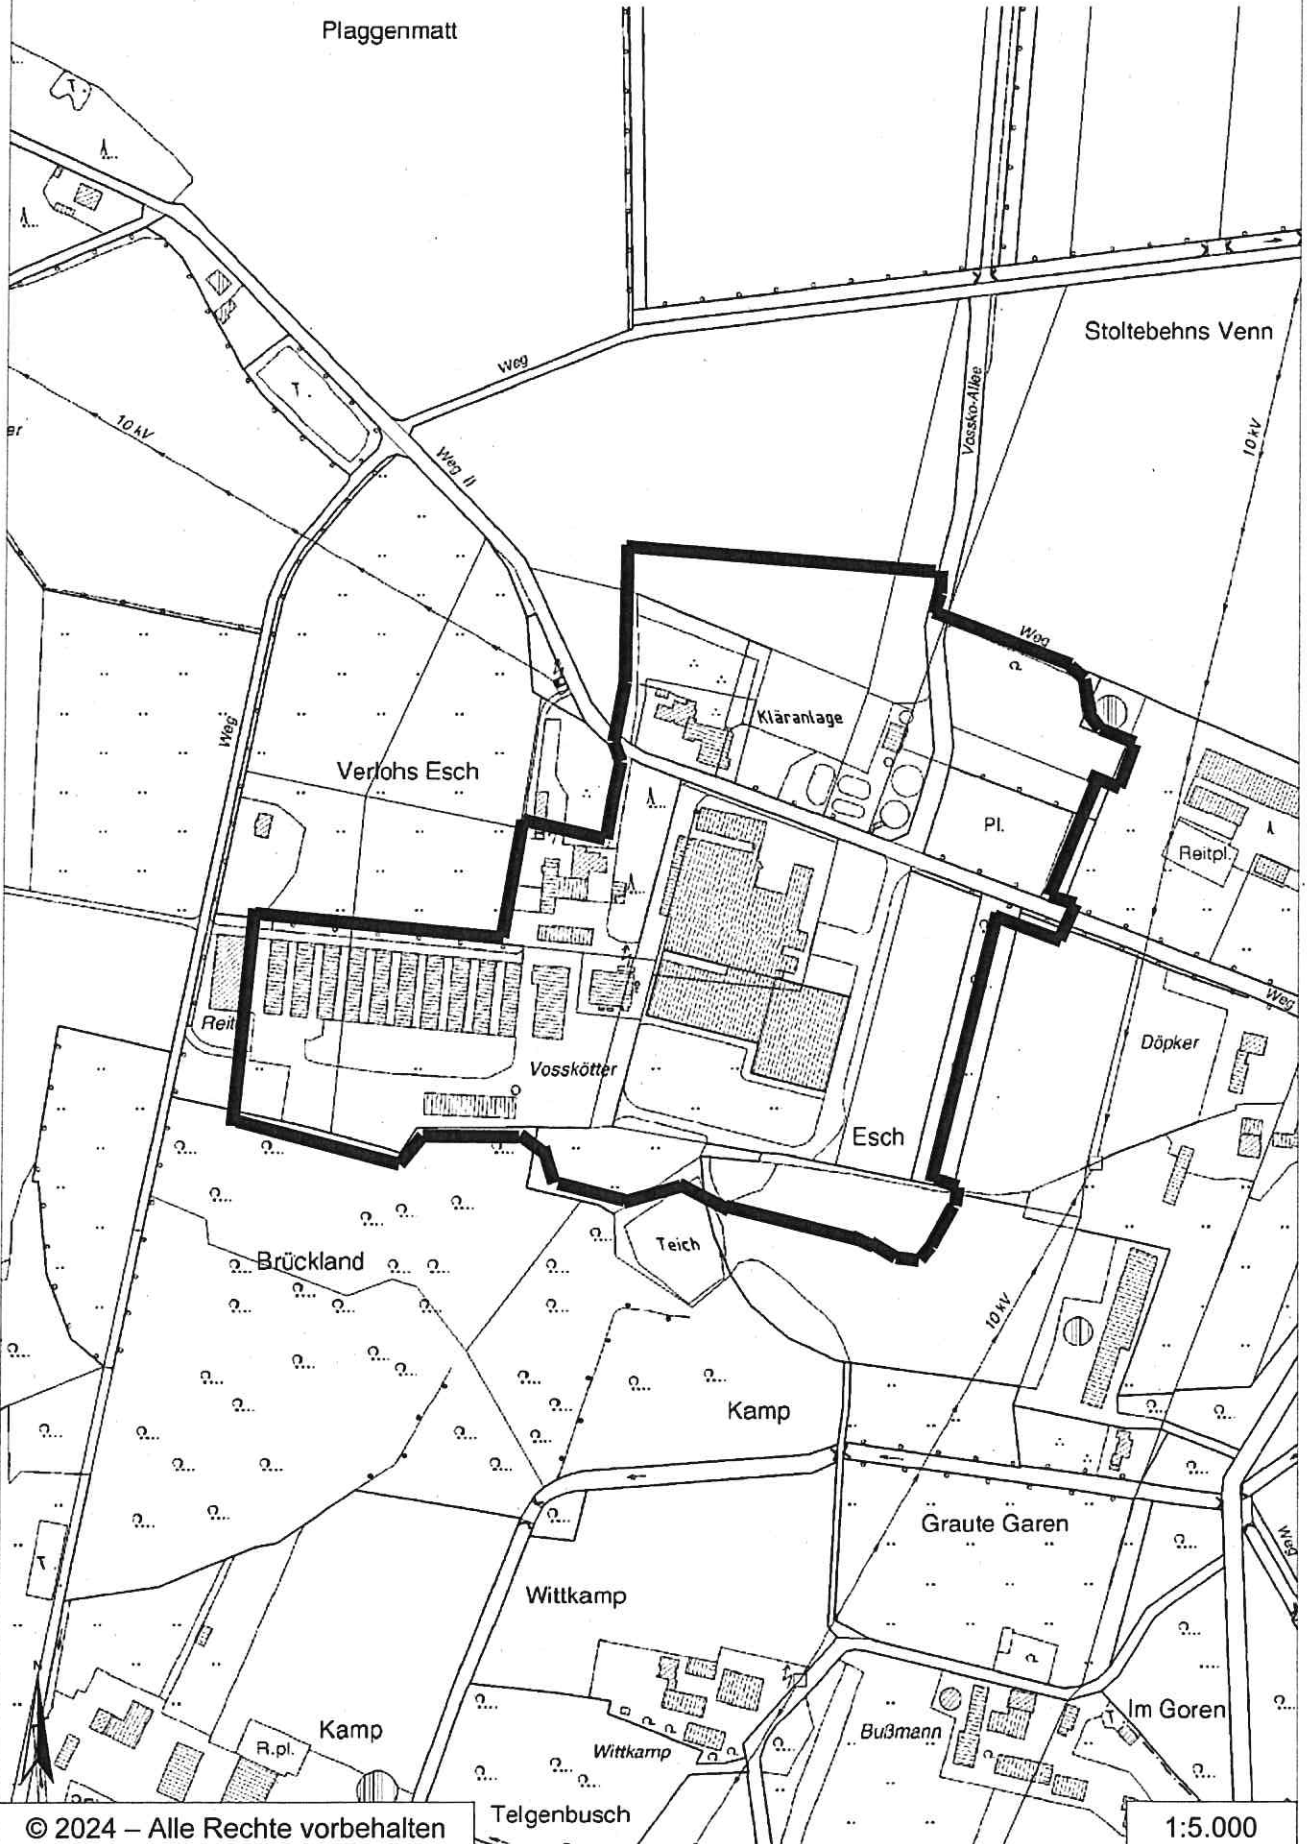 Plaggenmatt
T.
Stoltebehns Venn
Weg
Vossko-Allee
T.
10 kV
10 kV
er
Weg II
Weg
Weg
Kläranlage
Verlohs Esch
Pl.
Reitpl.
Weg
Reit
Döpker
Vosskötter
Esch
Teich
Brückland
10 kV
Kamp
Graute Garen
Weg
T.
Wittkamp
N
Im Goren
Kamp
Bußmann
T
R.pl.
Wittkamp
Telgenbusch
© 2024 – Alle Rechte vorbehalten
1:5.000